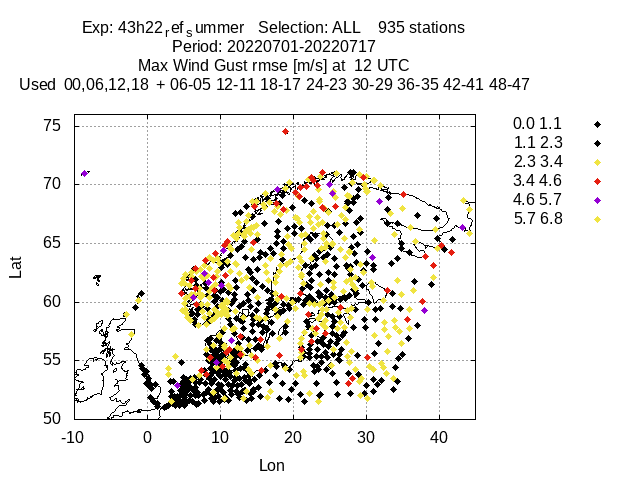 Exp: 43h22refsummer Selection: ALL 935 stations
Period: 20220701-20220717
Max Wind Gust rmse [m/s] at 12 UTC
Used 00,06,12,18 + 06-05 12-11 18-17 24-23 30-29 36-35 42-41 48-47
75
70
65
60
55
50
Lat
-10 0 10 20 30 40
Lon
0.0 1.1
1.1 2.3
2.3 3.4
3.4 4.6
4.6 5.7
5.7 6.8